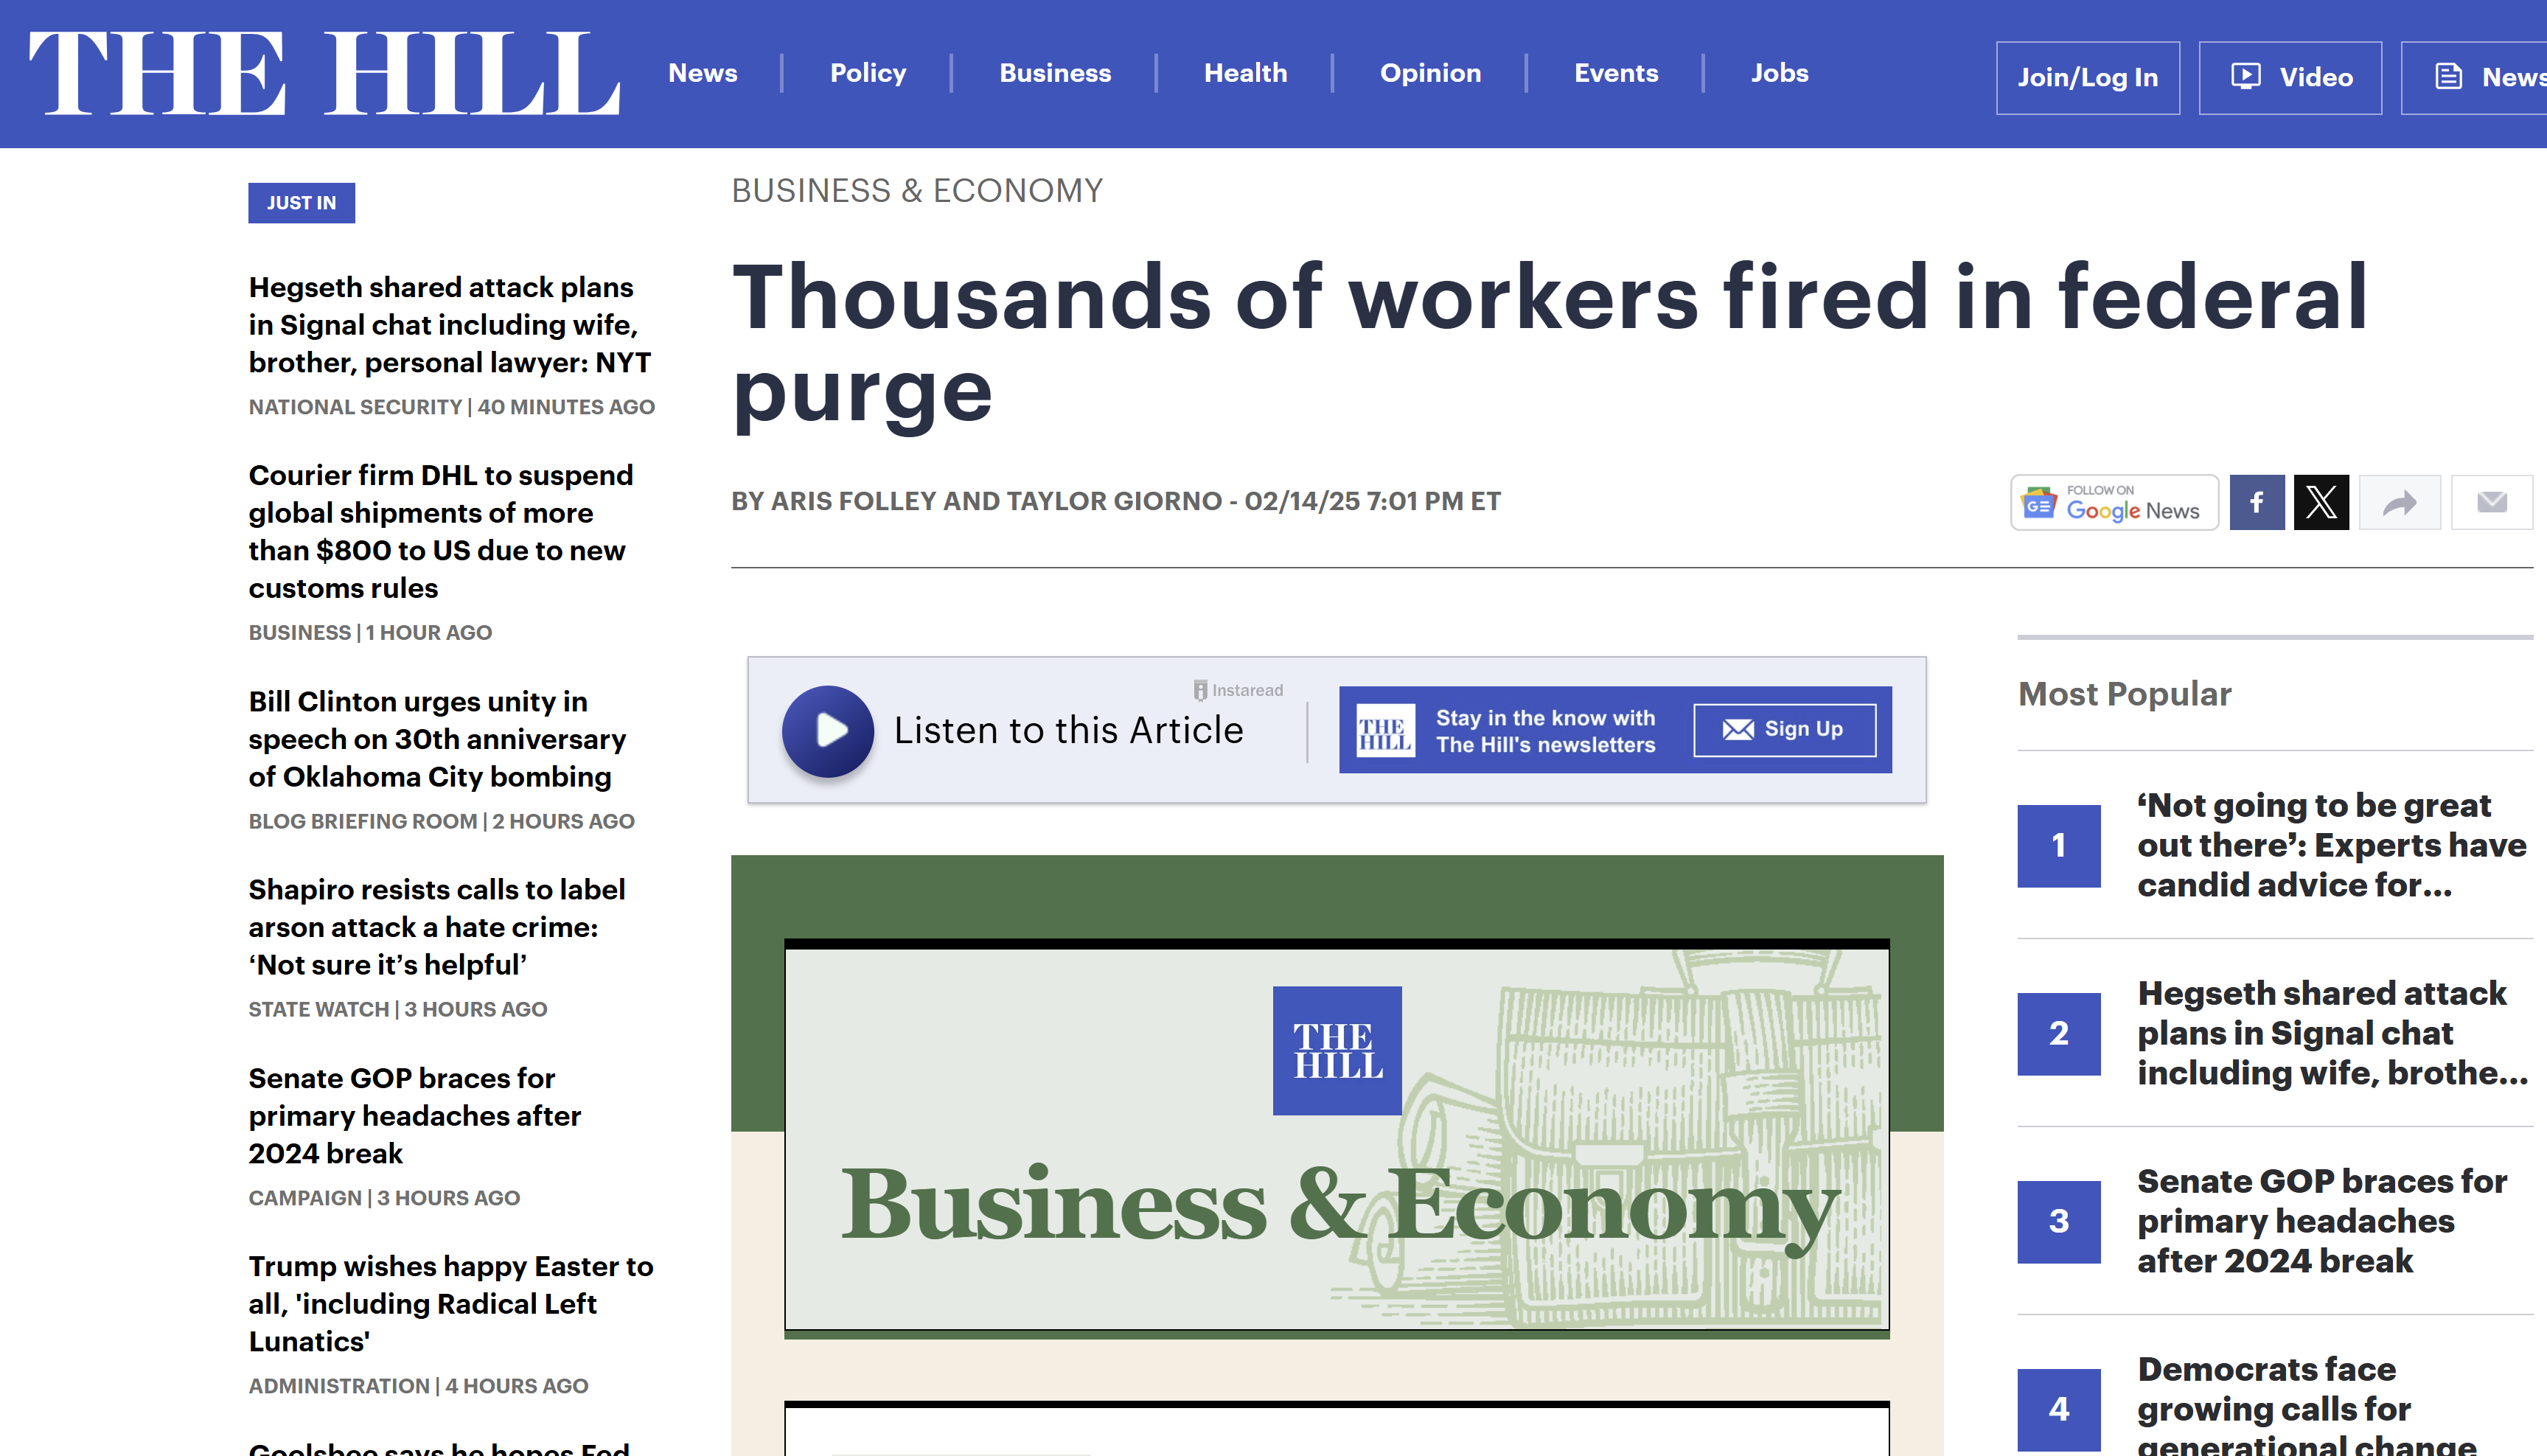 THE HILL
News
Policy
Business
Health
Opinion
Events
Jobs
Join/Log In
Video
JUST IN
Hegseth shared attack plans
in Signal chat including wife,
brother, personal lawyer: NYT
NATIONAL SECURITY | 40 MINUTES AGO
Courier firm DHL to suspend
global shipments of more
than $800 to US due to new
customs rules
BUSINESS | 1 HOUR AGO
Bill Clinton urges unity in
speech on 30th anniversary
of Oklahoma City bombing
BLOG BRIEFING ROOM | 2 HOURS AGO
Shapiro resists calls to label
arson attack a hate crime:
‘Not sure it’s helpful’
STATE WATCH | 3 HOURS AGO
Senate GOP braces for
primary headaches after
2024 break
CAMPAIGN | 3 HOURS AGO
Trump wishes happy Easter to
all, 'including Radical Left
Lunatics'
ADMINISTRATION | 4 HOURS AGO
Goolsbee says he hopes Fed
BUSINESS & ECONOMY
Thousands of workers fired in federal
purge
BY ARIS FOLLEY AND TAYLOR GIORNO - 02/14/25 7:01 PM ET
FOLLOW ON
Google News
Instaread
Listen to this Article
THE
HILL
Stay in the know with
The Hill's newsletters
Sign Up
THE
HILL
Business & Economy
Most Popular
1
‘Not going to be great
out there’: Experts have
candid advice for...
2
Hegseth shared attack
plans in Signal chat
including wife, brothe...
3
Senate GOP braces for
primary headaches
after 2024 break
4
Democrats face
growing calls for
generational change